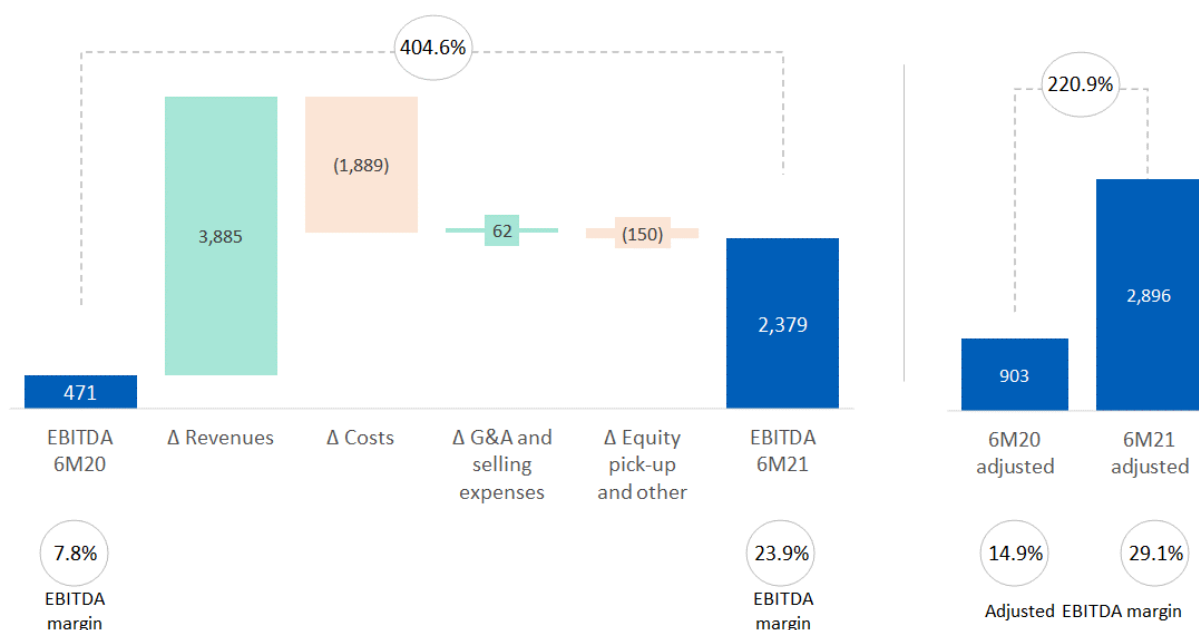 404.6%
220.9%
(1,889)
3,885
62
(150)
2,379
2,896
903
471
EBITDA
6M20
Δ Revenues
Δ Costs
Δ G&A and
selling
expenses
Δ Equity
pick-up
and other
EBITDA
6M21
6M20
adjusted
6M21
adjusted
7.8%
23.9%
14.9%
29.1%
EBITDA
margin
EBITDA
margin
Adjusted EBITDA margin